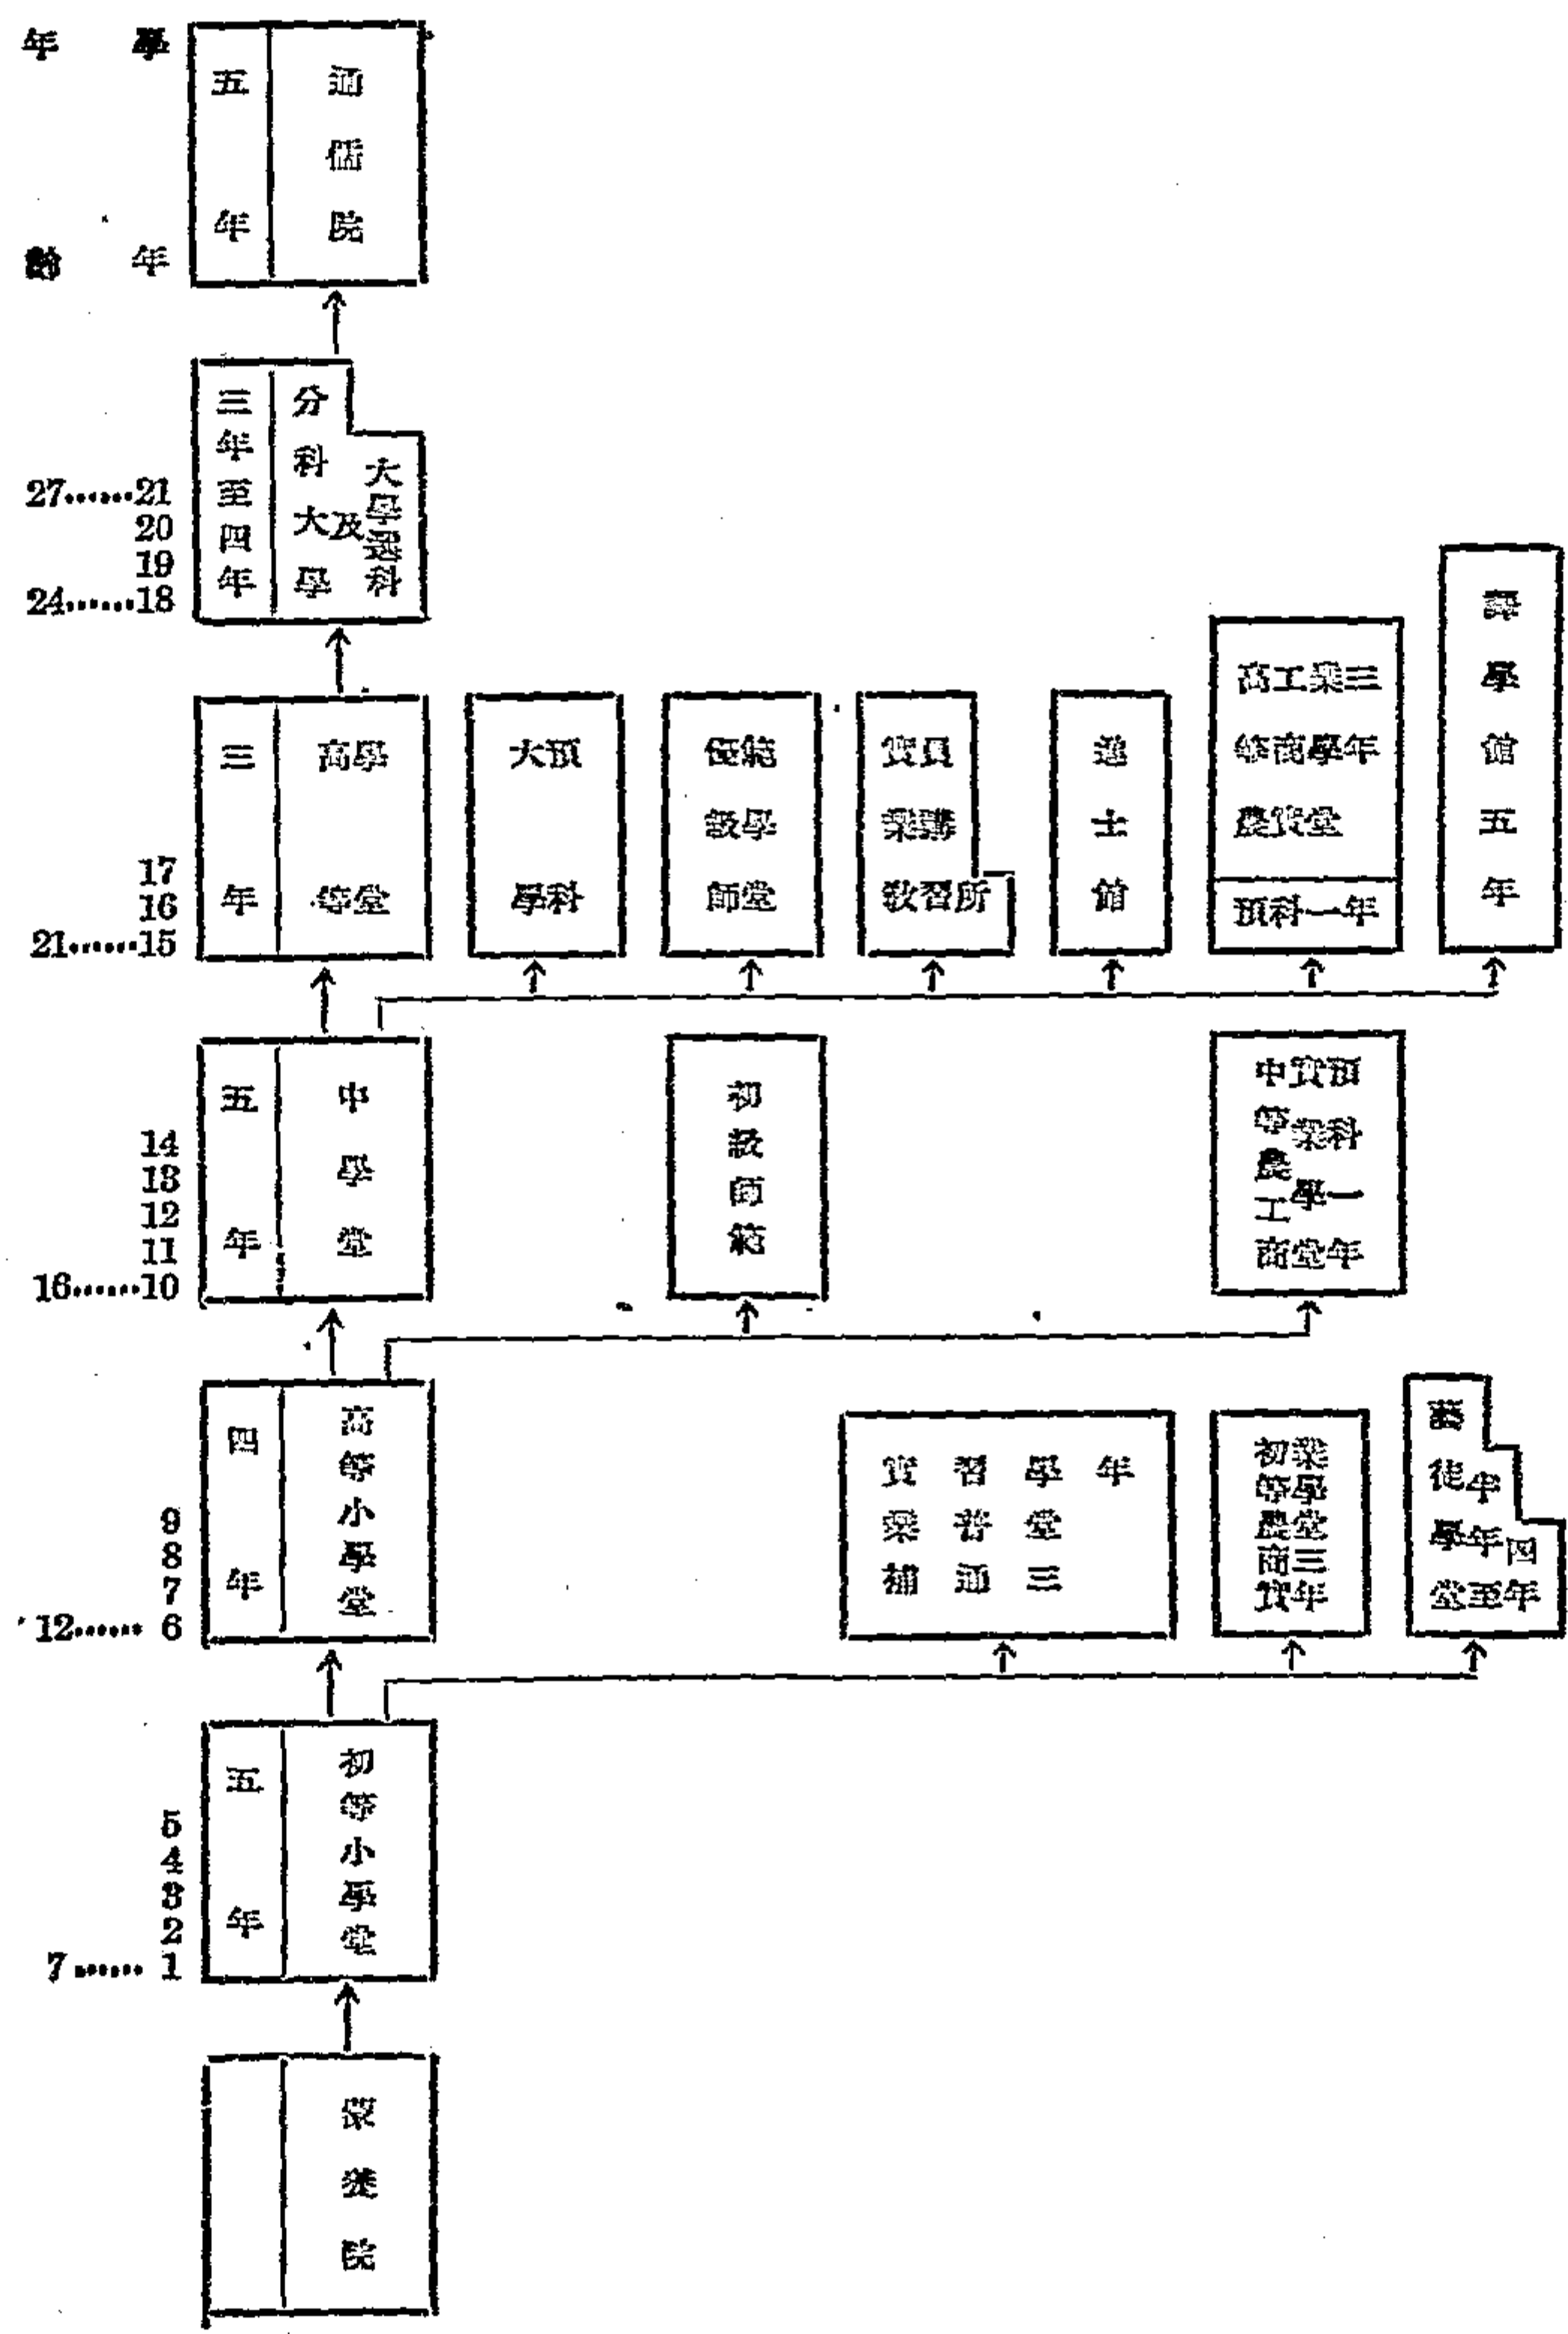 學年
年齡
通儒院
五年
分科大學
及
大學選科
三年至四年
27……21
20
19
24……18
高等
學堂
三年
大學
預科
優級師
範學堂
實業教
員講習所
進士館
高等農
工商實
業學堂
三年
預科一年
譯學館五年
17
16
21……15
中學堂
五年
初級師範
中等農工商
實業學堂
預科一年
14
13
12
11
16……10
高等小學堂
四年
實業補
習普通
學堂三
年
初等農商實
業學堂三年
藝徒學堂
半年至
四年
9
8
7
12……6
初等小學堂
五年
5
4
3
2
7……1
蒙養院